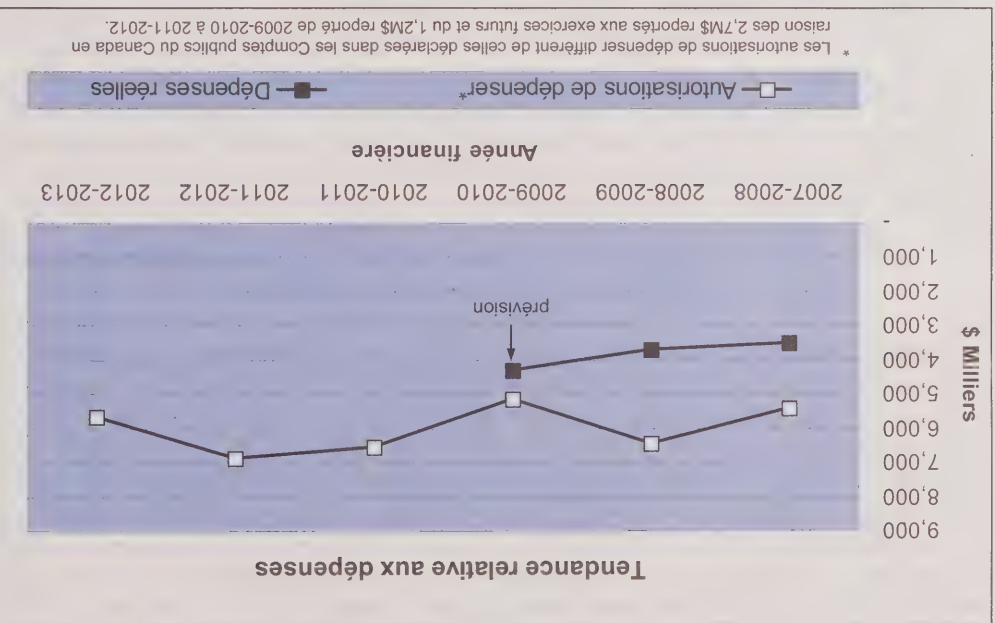 Tendance relative aux dépenses
9,000
8,000
7,000
6,000
5,000
4,000
3,000
2,000
1,000
-
$ Milliers
prévision
2007-2008 2008-2009 2009-2010 2010-2011 2011-2012 2012-2013
Année financière
Autorisations de dépenser* Dépenses réelles
* Les autorisations de dépenser diffèrent de celles déclarées dans les Comptes publics du Canada en
raison des 2,7M$ reportés aux exercices futurs et du 1,2M$ reporté de 2009-2010 à 2011-2012.